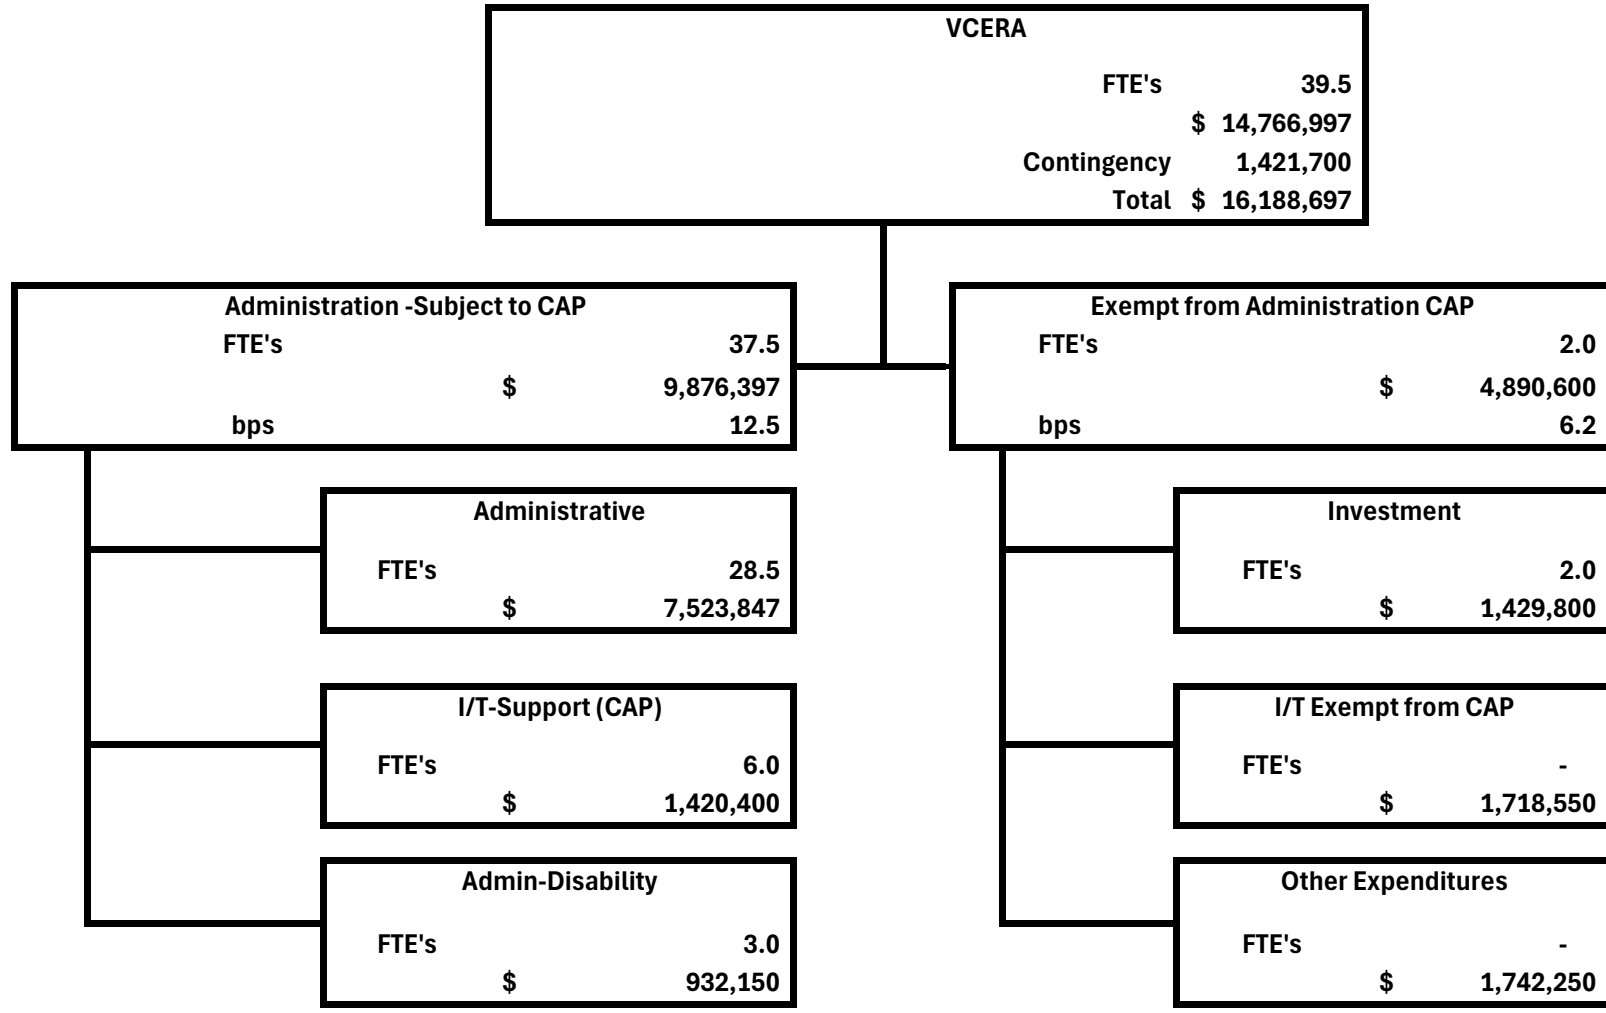 VCERA
FTE's 39.5
$ 14,766,997
Contingency 1,421,700
Total $ 16,188,697
Administration -Subject to CAP
FTE's 37.5
$ 9,876,397
bps 12.5
Exempt from Administration CAP
FTE's 2.0
$ 4,890,600
bps 6.2
Administrative
FTE's 28.5
$ 7,523,847
I/T-Support (CAP)
FTE's 6.0
$ 1,420,400
Admin-Disability
FTE's 3.0
$ 932,150
Investment
FTE's 2.0
$ 1,429,800
I/T Exempt from CAP
FTE's -
$ 1,718,550
Other Expenditures
FTE's -
$ 1,742,250